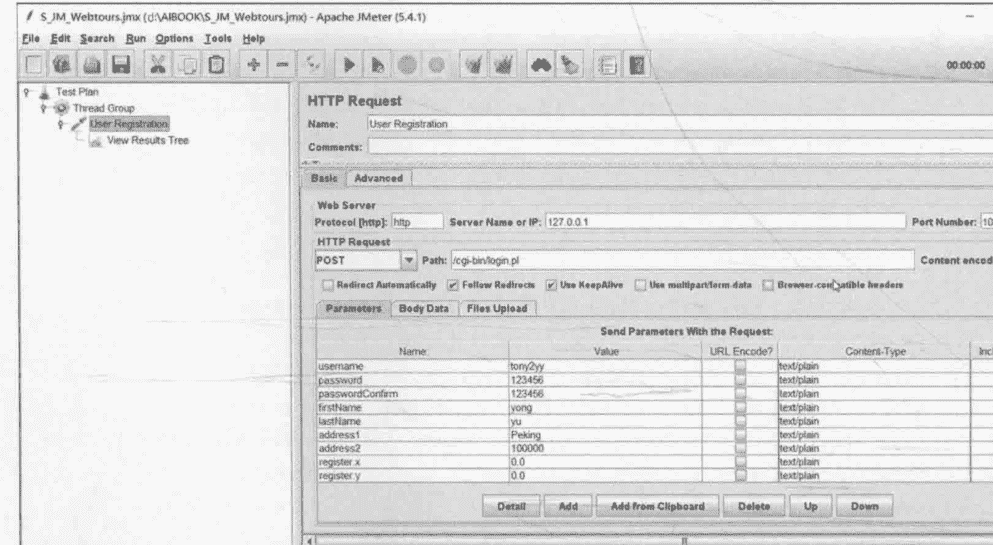 S_JM_Webtours.jmx (d:\AIBOOK\S_JM_Webtours.jmx) - Apache JMeter (5.4.1)
File Edit Search Run Options Tools Help
00:00:00
Test Plan
Thread Group
User Registration
View Results Tree
HTTP Request
Name: User Registration
Comments:
Basic Advanced
Web Server
Protocol [http]: http Server Name or IP: 127.0.0.1 Port Number: 10
HTTP Request
POST Path: /cgi-bin/login.pl Content encod
Redirect Automatically Follow Redirects Use KeepAlive Use multipart/form-data Browser-compatible headers
Parameters Body Data Files Upload
Send Parameters With the Request:
Name: Value URL Encode? Content-Type Inc
username tony2yy text/plain
password 123456 text/plain
passwordConfirm 123456 text/plain
firstName yong text/plain
lastName yu text/plain
address1 Peking text/plain
address2 100000 text/plain
register.x 0.0 text/plain
register.y 0.0 text/plain
Detail Add Add from Clipboard Delete Up Down